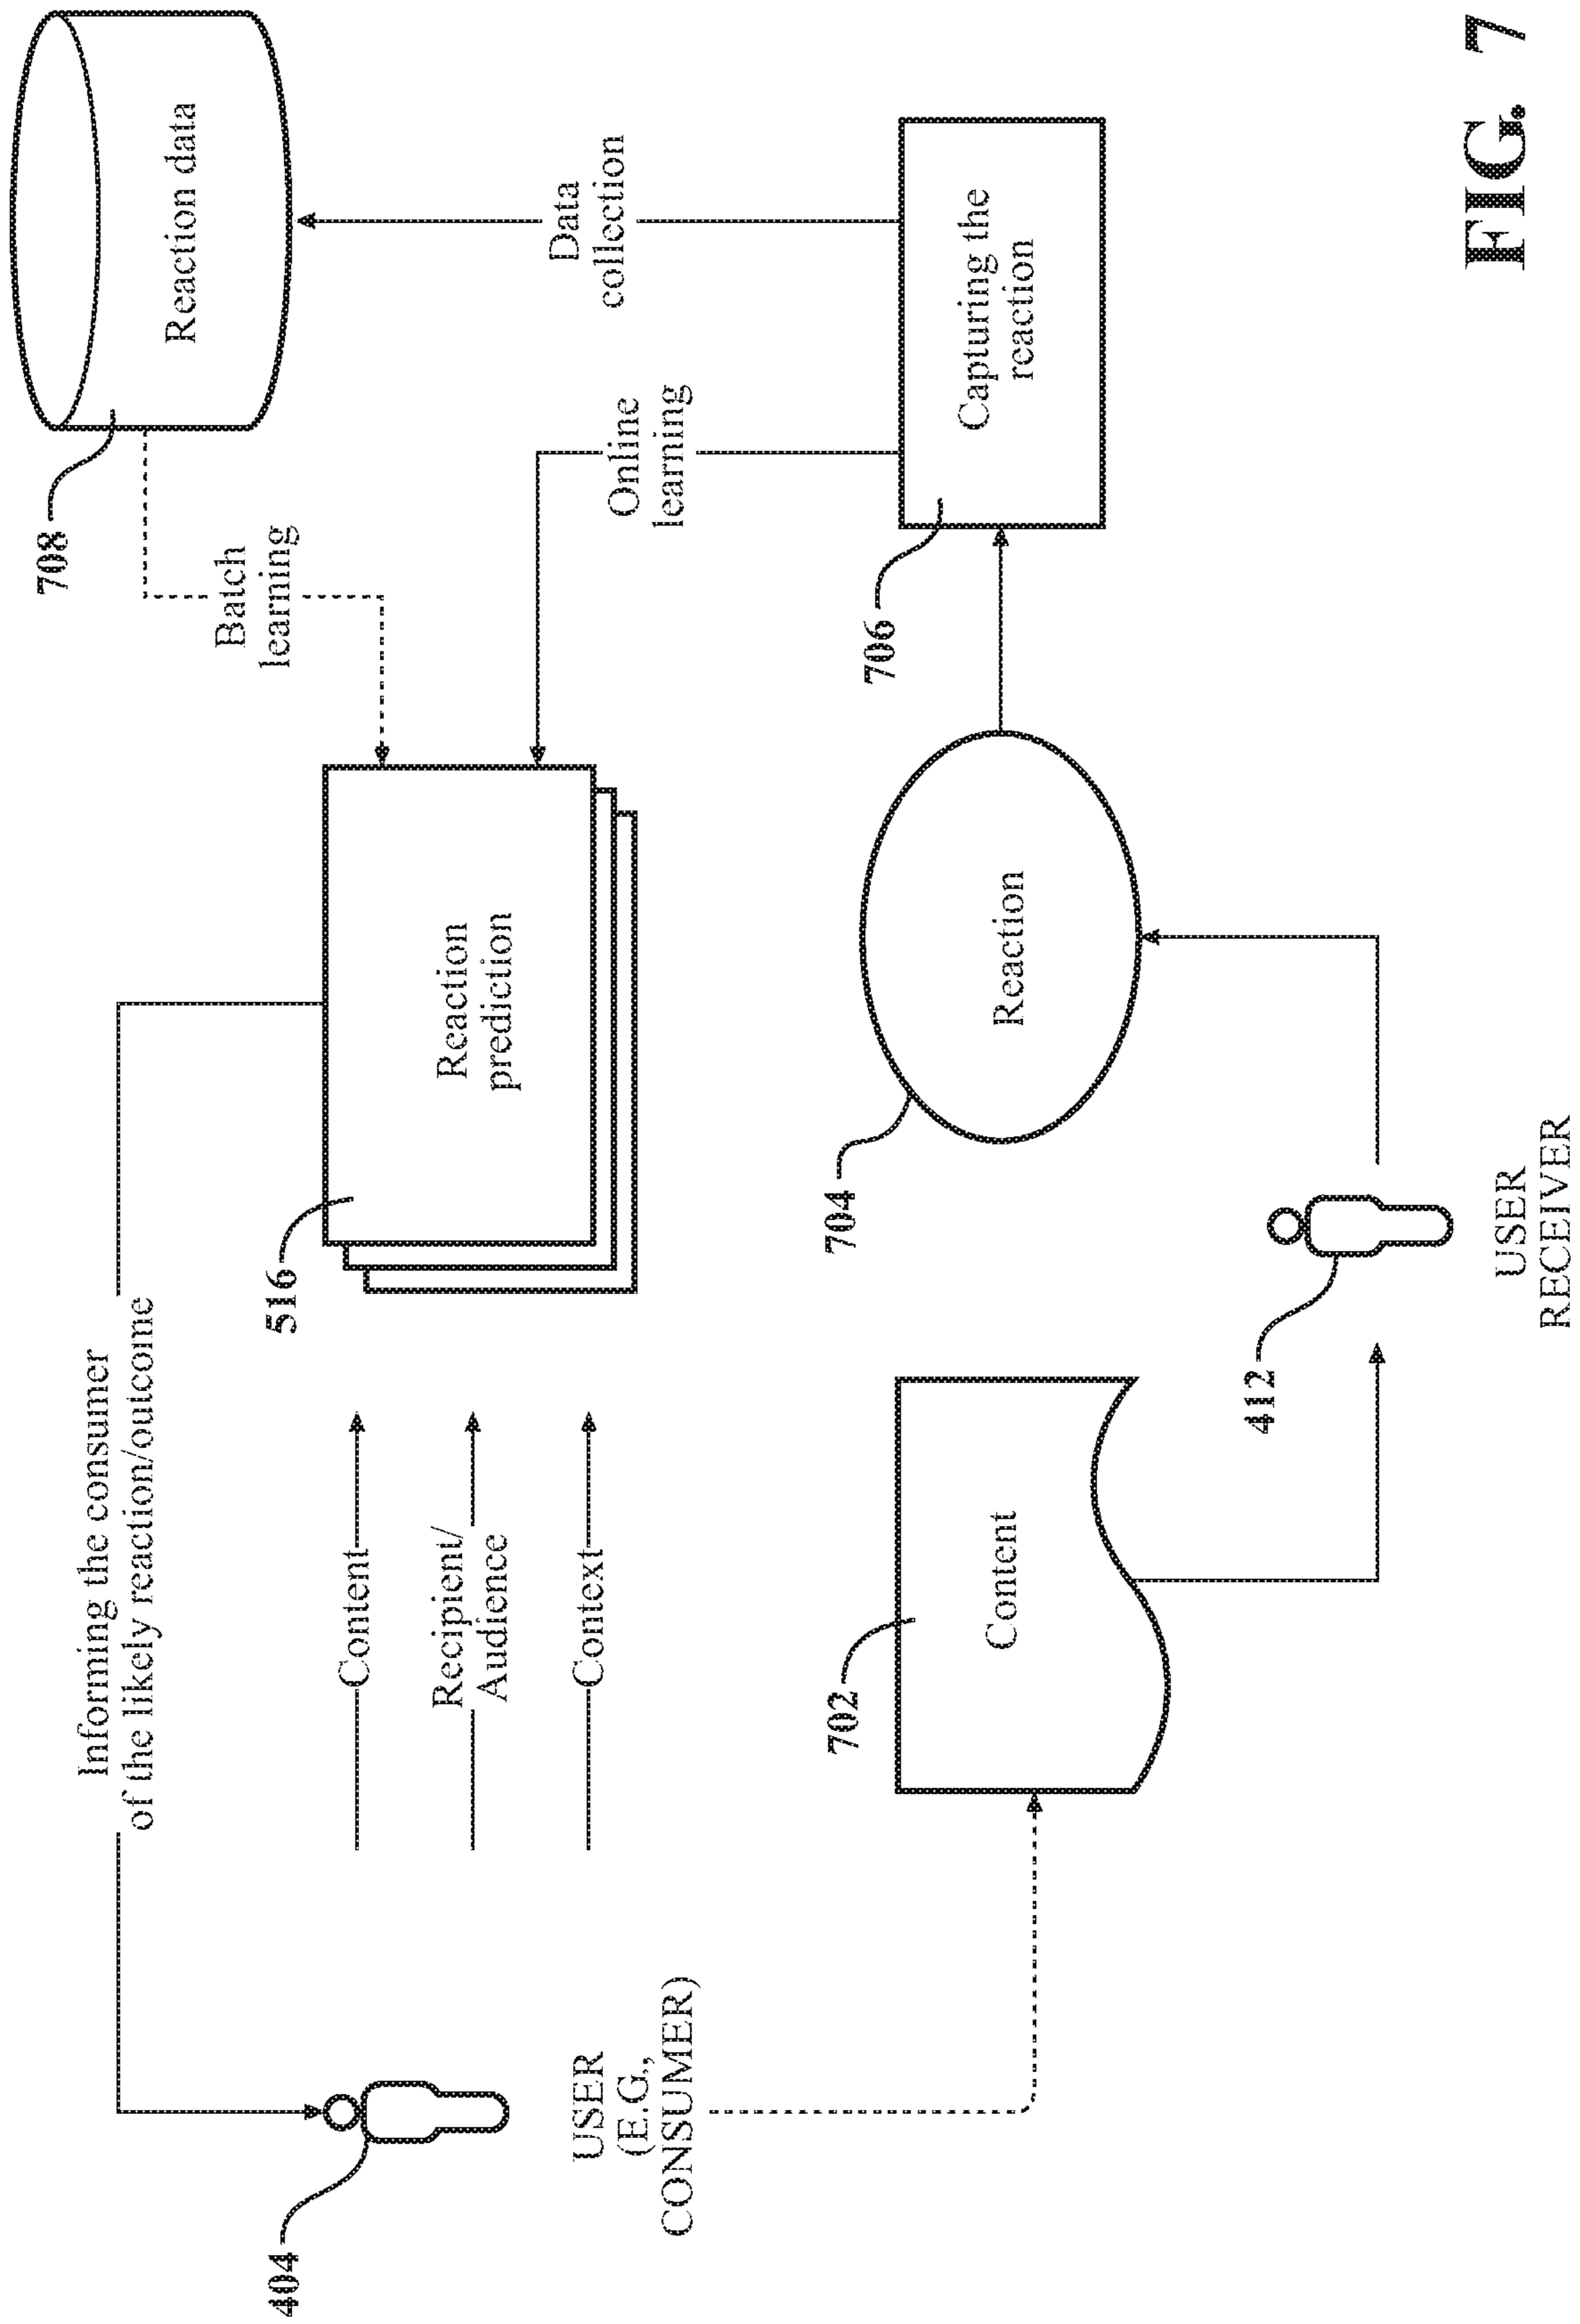 Informing the consumer
of the likely reaction/outcome
404
USER
(E.G.,
CONSUMER)
Content
Recipient/
Audience
Context
516
Reaction
prediction
Batch
learning
708
Reaction data
Online
learning
Data
collection
702
Content
412
USER
RECEIVER
704
Reaction
706
Capturing the
reaction
FIG. 7